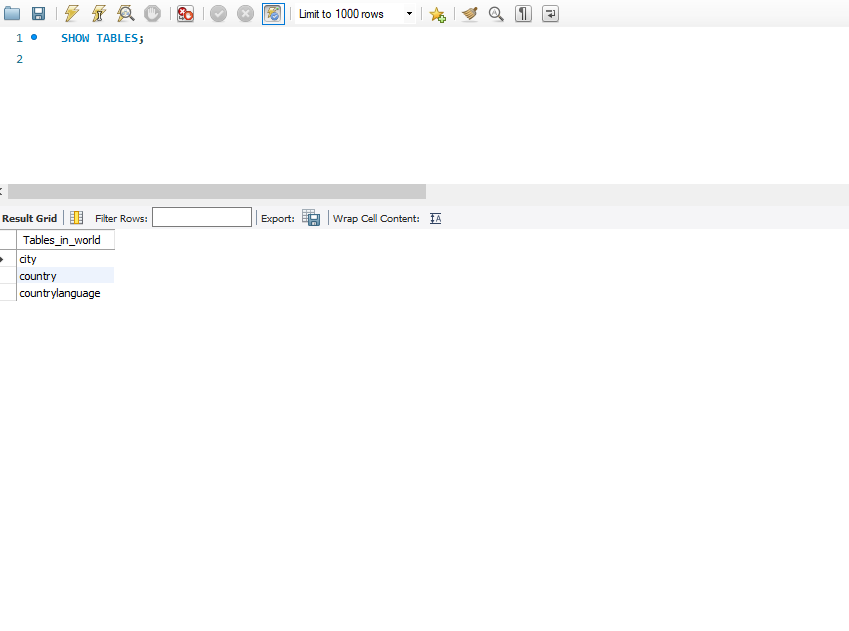 Limit to 1000 rows
1 SHOW TABLES;
2
Result Grid Filter Rows: Export: Wrap Cell Content:
Tables_in_world
city
country
countrylanguage